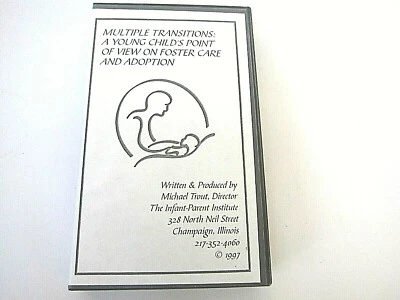 MULTIPLE TRANSITIONS:
A YOUNG CHILD'S POINT
OF VIEW ON FOSTER CARE
AND ADOPTION
Written & Produced by
Michael Trout, Director
The Infant-Parent Institute
328 North Neil Street
Champaign, Illinois
217-352-4060
© 1997